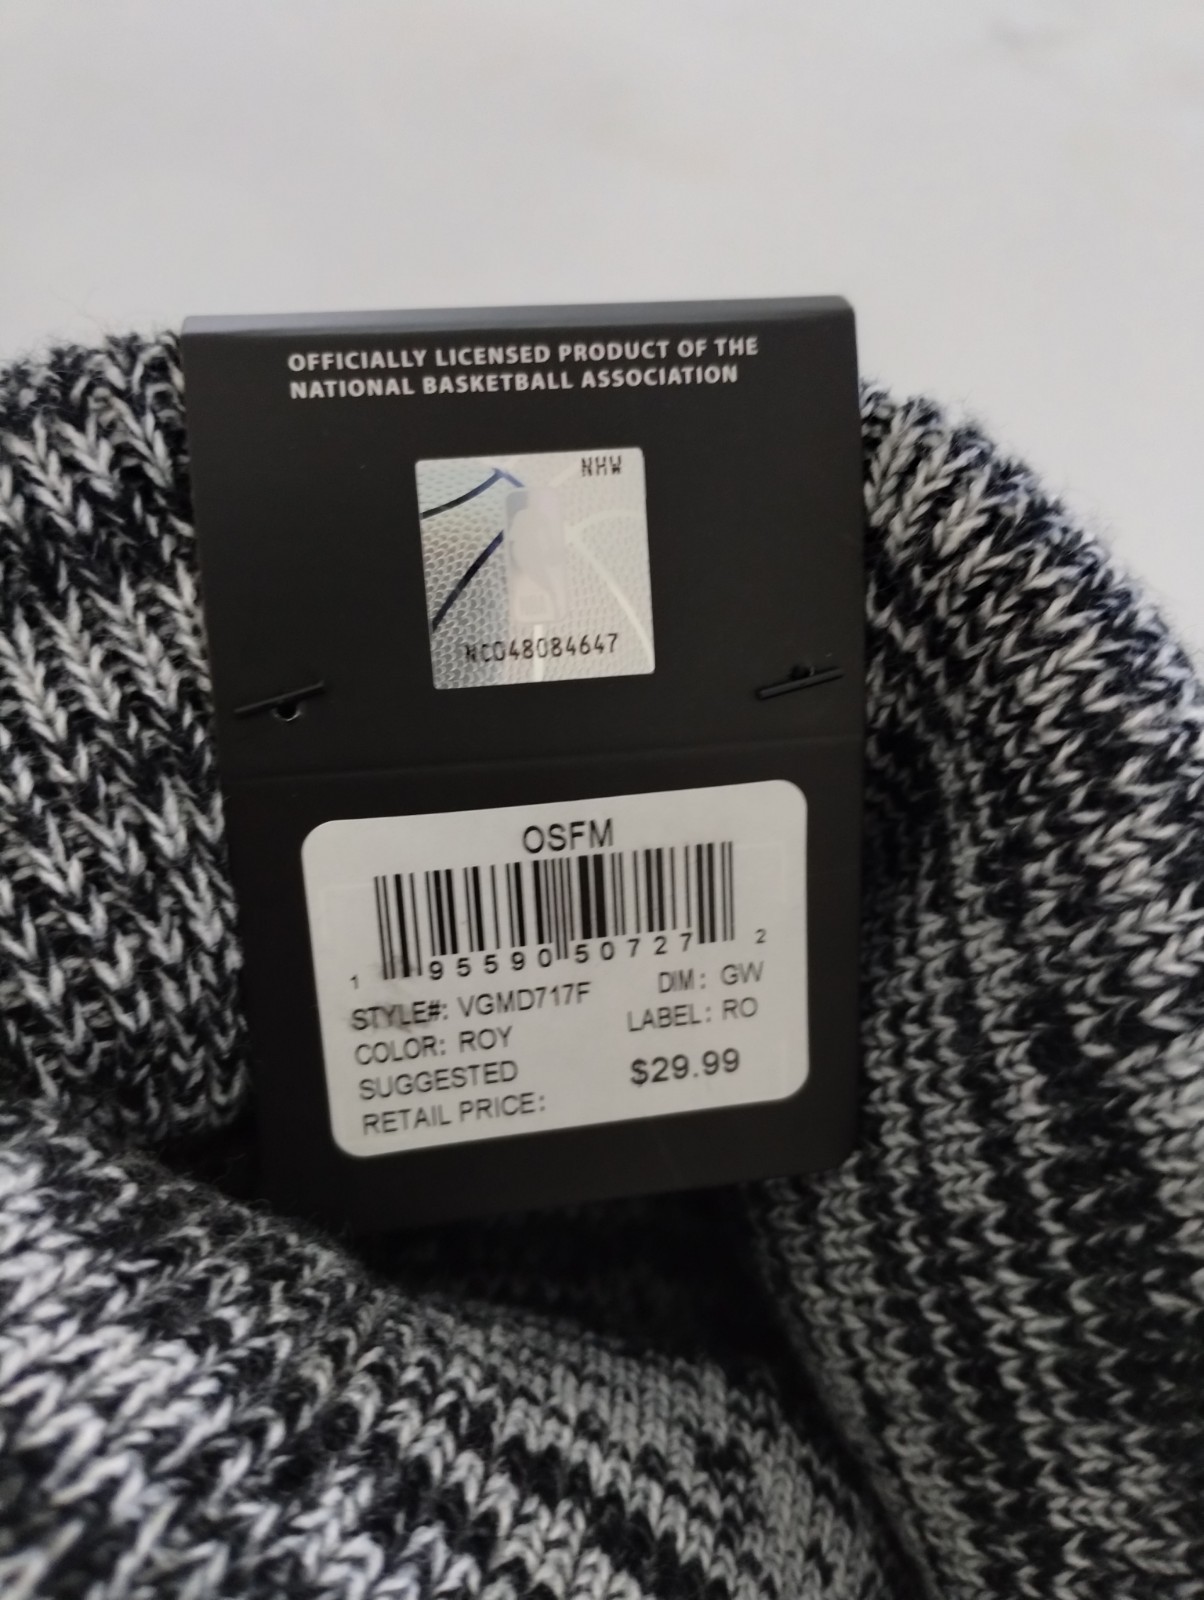 OFFICIALLY LICENSED PRODUCT OF THE
NATIONAL BASKETBALL ASSOCIATION
NHW
NC048084647
OSFM
1 95590 50727 2
STYLE#: VGMD717F DIM: GW
COLOR: ROY LABEL: RO
SUGGESTED
RETAIL PRICE: $29.99